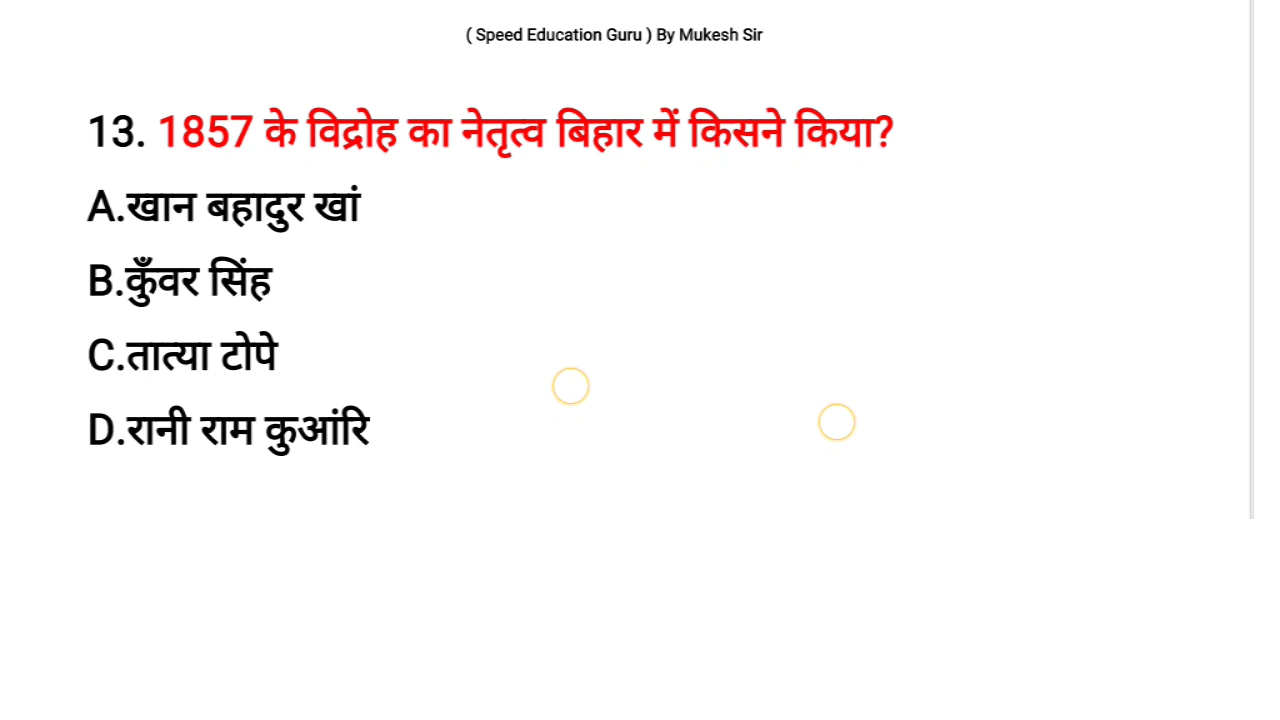 ( Speed Education Guru ) By Mukesh Sir
13. 1857 के विद्रोह का नेतृत्व बिहार में किसने किया?
A.खान बहादुर खां
B.कुँवर सिंह
C.तात्या टोपे
D.रानी राम कुआंरि